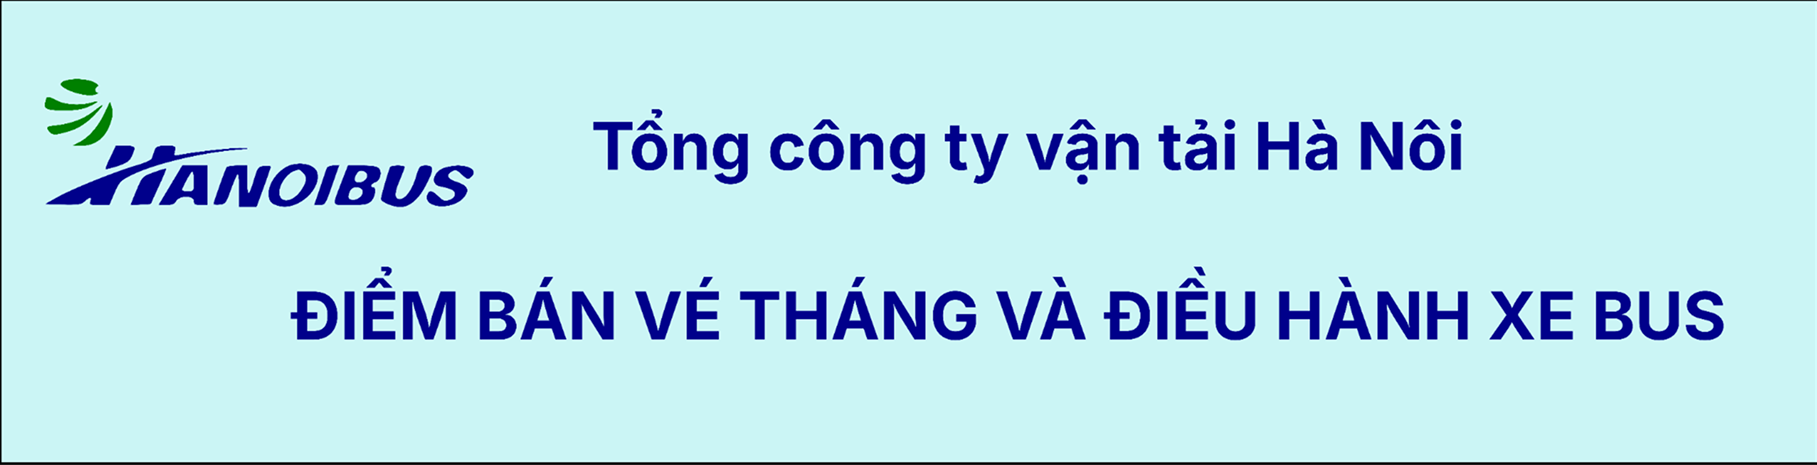 HANOIBUS
Tổng công ty vận tải Hà Nôi
ĐIỂM BÁN VÉ THÁNG VÀ ĐIỀU HÀNH XE BUS